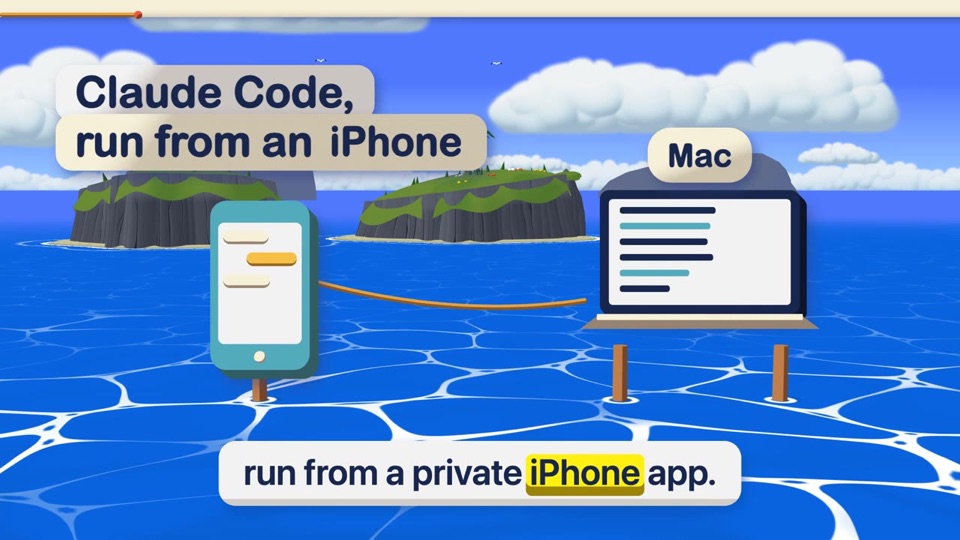 Claude Code,
run from an iPhone
Mac
run from a private iPhone app.